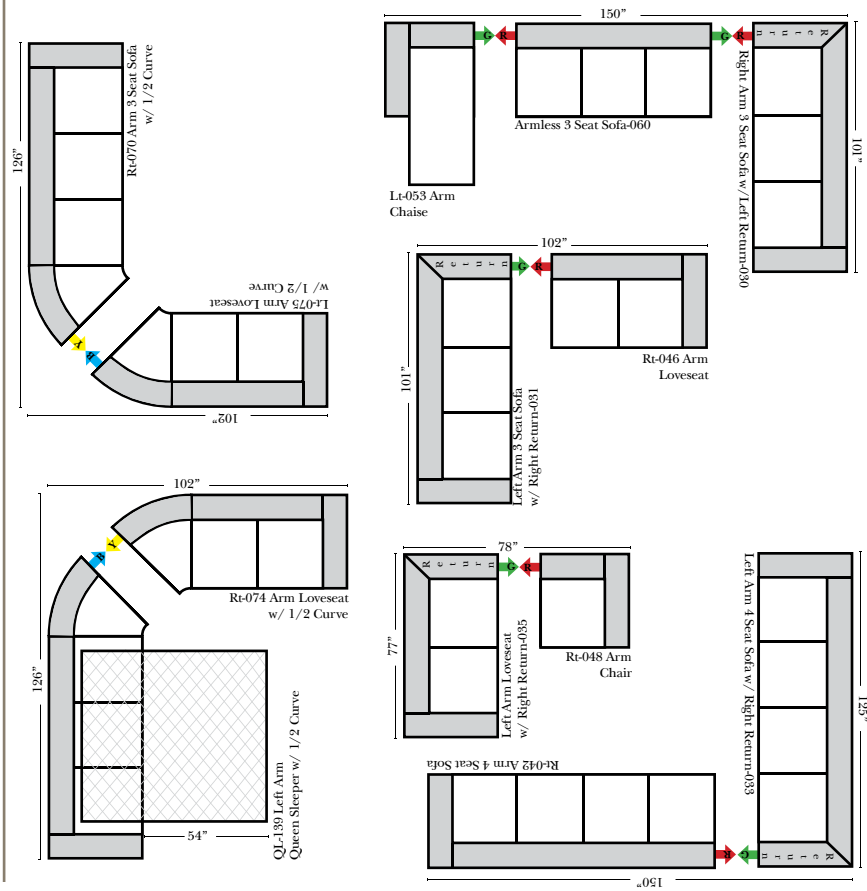 126”
Rt-070 Arm 3 Seat Sofa
w/ 1/2 Curve
Lt-075 Arm Loveseat
w/ 1/2 Curve
Y
B
102”
150”
G
R
G
R
Return
Armless 3 Seat Sofa-060
Lt-053 Arm
Chaise
Right Arm 3 Seat Sofa w/Left Return-030
101”
102”
Return
G
R
101”
Left Arm 3 Seat Sofa
w/ Right Return-031
Rt-046 Arm
Loveseat
102”
B
Y
Rt-074 Arm Loveseat
w/ 1/2 Curve
126”
54”
QL-139 Left Arm
Queen Sleeper w/ 1/2 Curve
78”
Return
G
R
77”
Left Arm Loveseat
w/ Right Return-035
Rt-048 Arm
Chair
Left Arm 4 Seat Sofa w/ Right Return-033
125”
Rt-042 Arm 4 Seat Sofa
R
G
Return
150”